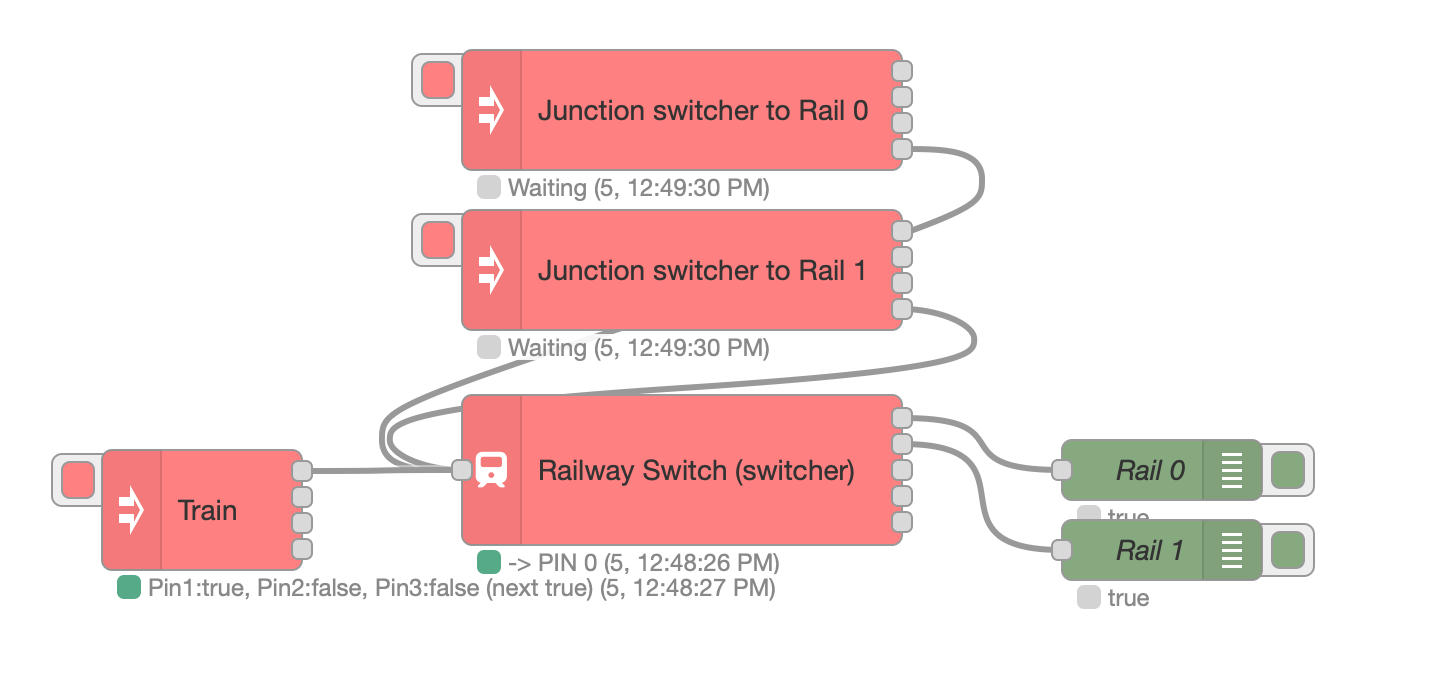 Junction switcher to Rail 0
Waiting (5, 12:49:30 PM)
Junction switcher to Rail 1
Waiting (5, 12:49:30 PM)
Train
Pin1:true, Pin2:false, Pin3:false (next true) (5, 12:48:27 PM)
Railway Switch (switcher)
-> PIN 0 (5, 12:48:26 PM)
Rail 0
true
Rail 1
true